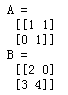 A =
[[1 1]
[0 1]]
B =
[[2 0]
[3 4]]